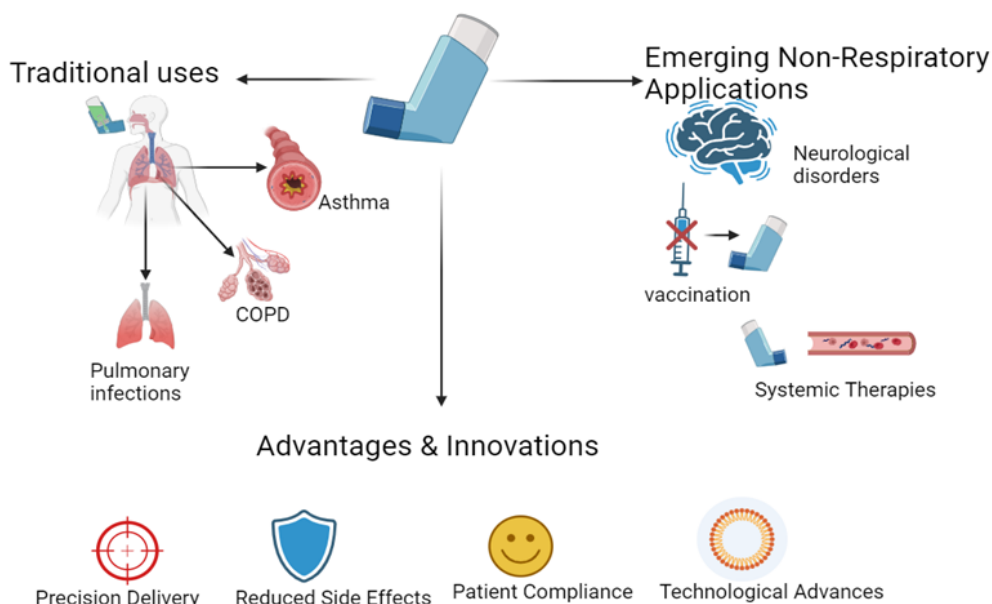 Traditional uses
Asthma
COPD
Pulmonary
infections
Emerging Non-Respiratory
Applications
Neurological
disorders
vaccination
Systemic Therapies
Advantages & Innovations
Precision Delivery
Reduced Side Effects
Patient Compliance
Technological Advances